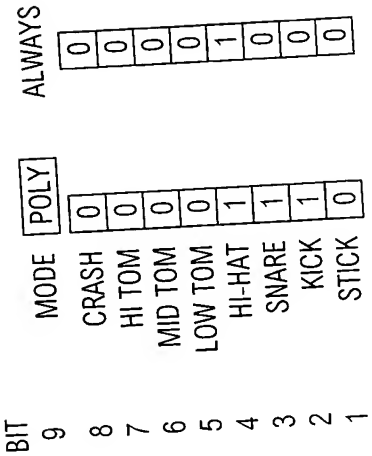 BIT
9 MODE POLY ALWAYS
8 CRASH 0 0
7 HI TOM 0 0
6 MID TOM 0 0
5 LOW TOM 0 0
4 HI-HAT 1 1
3 SNARE 1 0
2 KICK 1 0
1 STICK 0 0